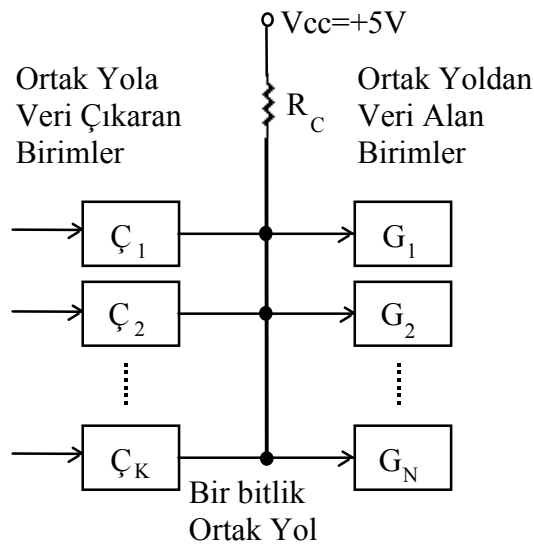 Vcc=+5V
Ortak Yola
Veri Çıkaran
Birimler
R_C
Ortak Yoldan
Veri Alan
Birimler
Ç_1
G_1
Ç_2
G_2
Ç_K
G_N
Bir bitlik
Ortak Yol